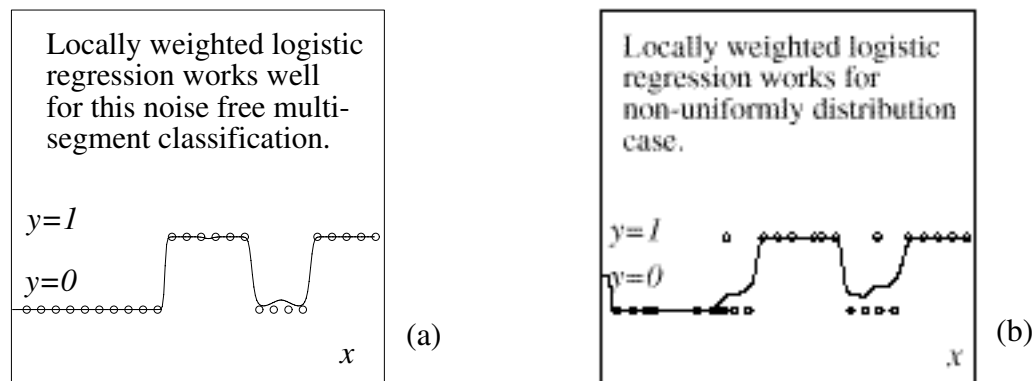 Locally weighted logistic
regression works well
for this noise free multi-
segment classification.
y=1
y=0
x
(a)
Locally weighted logistic
regression works for
non-uniformly distribution
case.
y=1
y=0
x
(b)